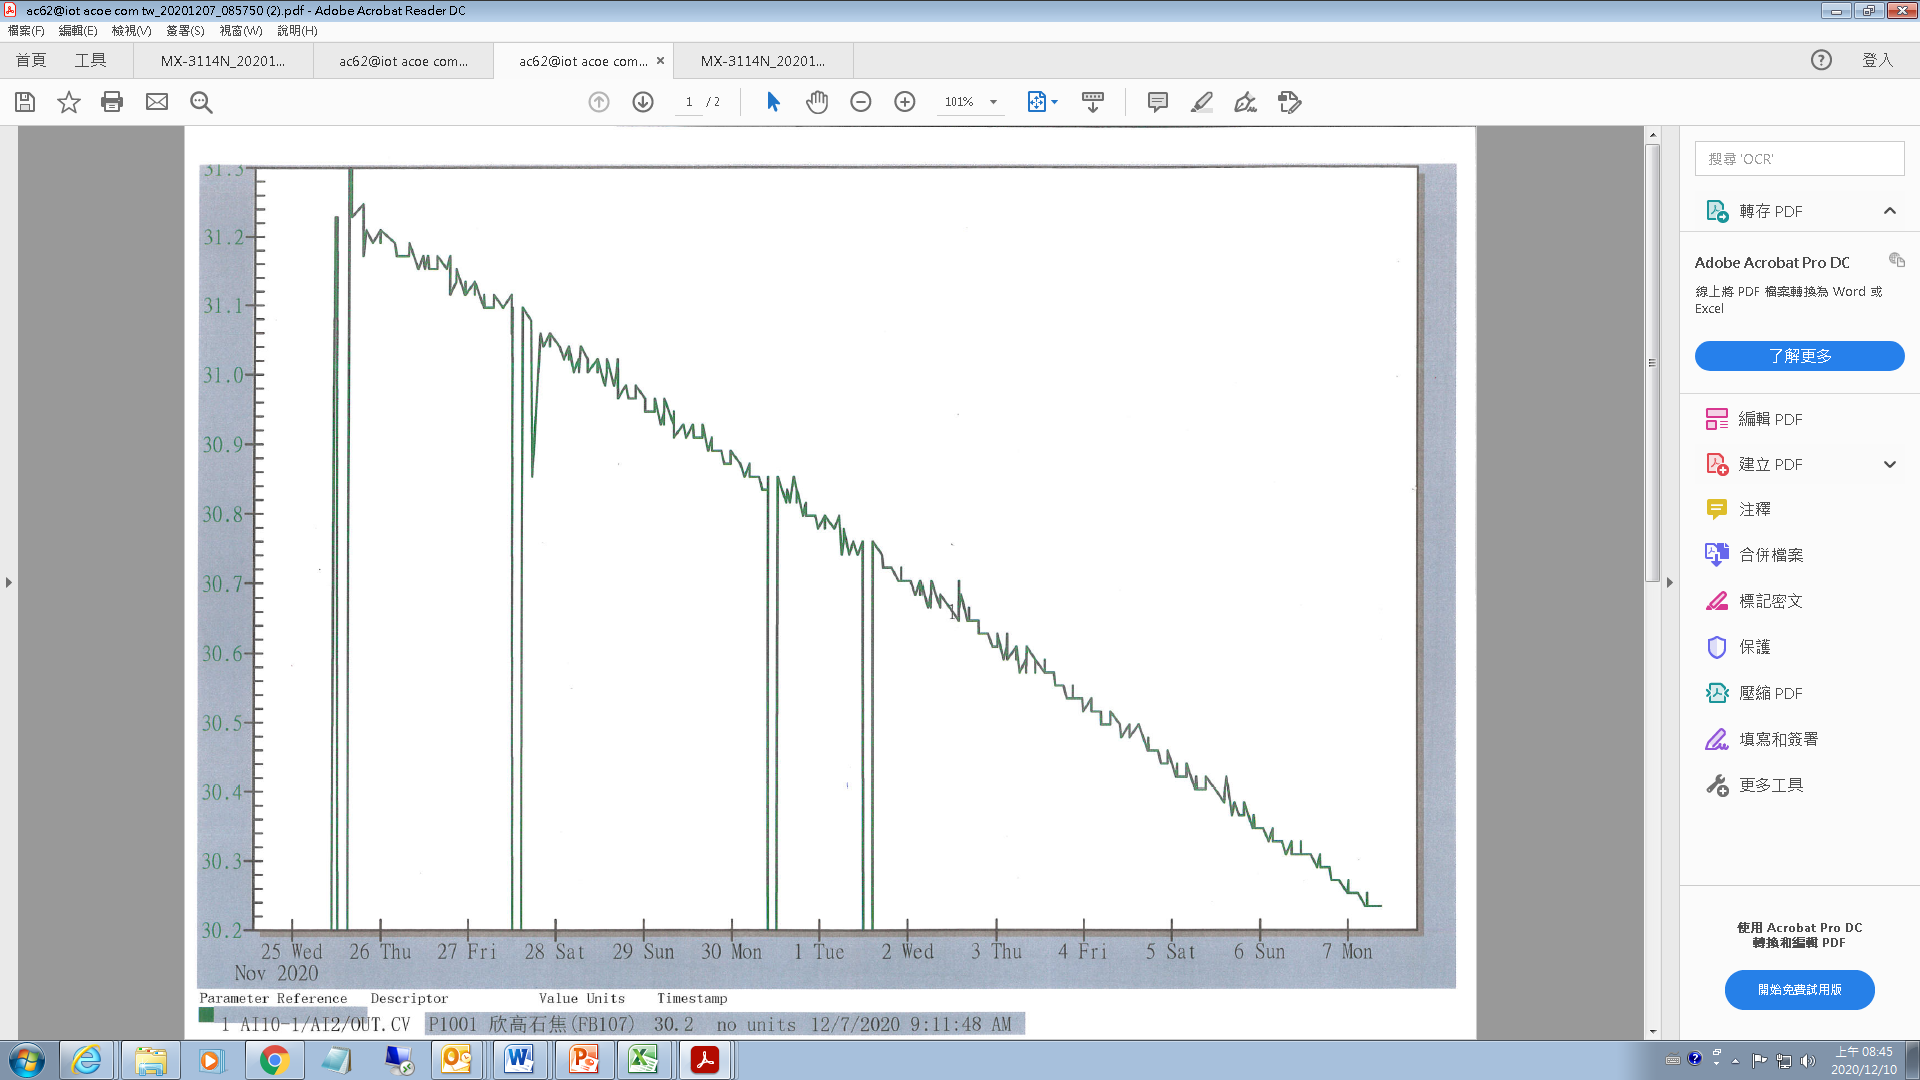 ac62@iot acoe com tw_20201207_085750 (2).pdf - Adobe Acrobat Reader DC
檔案(F) 編輯(E) 檢視(V) 簽署(S) 視窗(W) 說明(H)
首頁 工具 MX-3114N_20201... ac62@iot acoe com... ac62@iot acoe com... × MX-3114N_20201... ? 登入
1 / 2 101%
搜尋 'OCR'
轉存 PDF
Adobe Acrobat Pro DC
線上將 PDF 檔案轉換為 Word 或
Excel
了解更多
編輯 PDF
建立 PDF
注釋
合併檔案
標記密文
保護
壓縮 PDF
填寫和簽署
更多工具
使用 Acrobat Pro DC
轉換和編輯 PDF
開始免費試用版
31.3
31.2
31.1
31.0
30.9
30.8
30.7
30.6
30.5
30.4
30.3
30.2
1
25 Wed 26 Thu 27 Fri 28 Sat 29 Sun 30 Mon 1 Tue 2 Wed 3 Thu 4 Fri 5 Sat 6 Sun 7 Mon
Nov 2020
Parameter Reference Descriptor Value Units Timestamp
1 AI10-1/AI2/OUT.CV P1001 欣高石焦(FB107) 30.2 no units 12/7/2020 9:11:48 AM
上午 08:45
2020/12/10